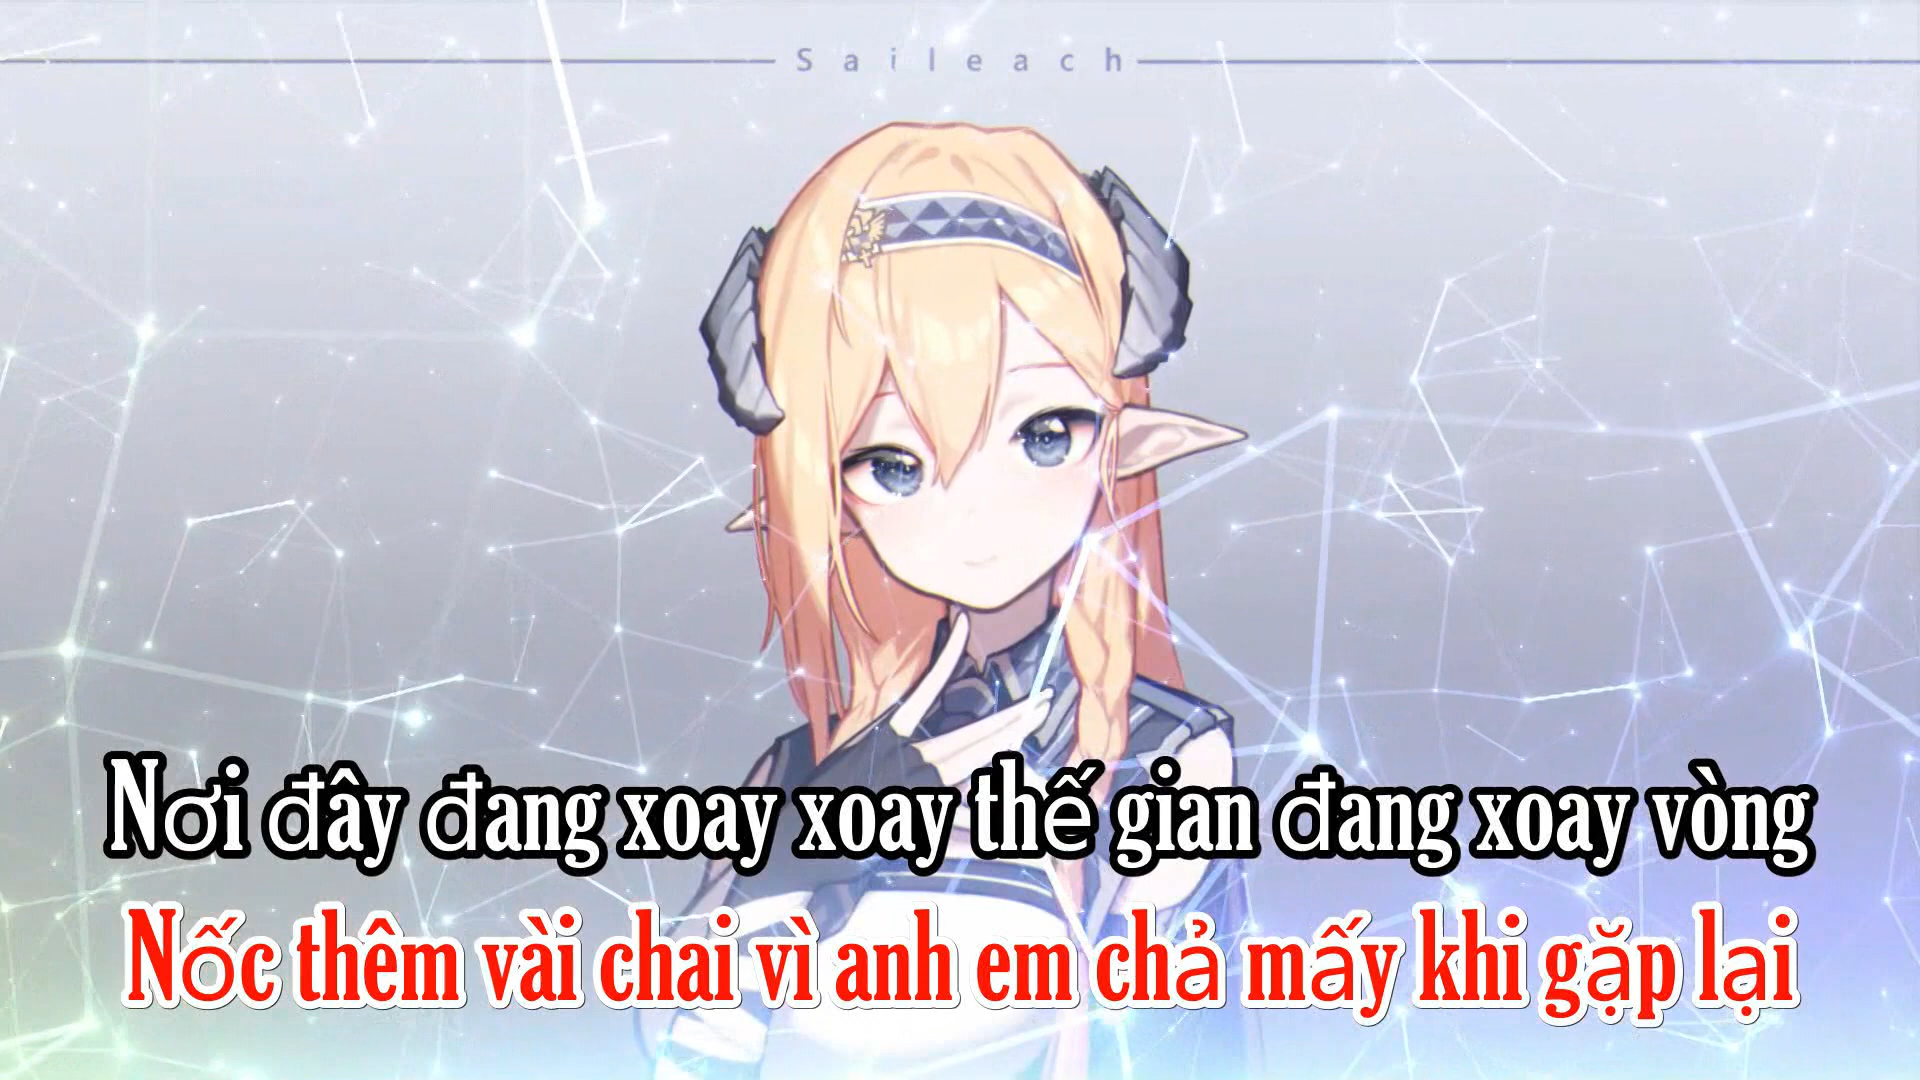 Saileach
Nơi đây đang xoay xoay thế gian đang xoay vòng
Nốc thêm vài chai vì anh em chả mấy khi gặp lại